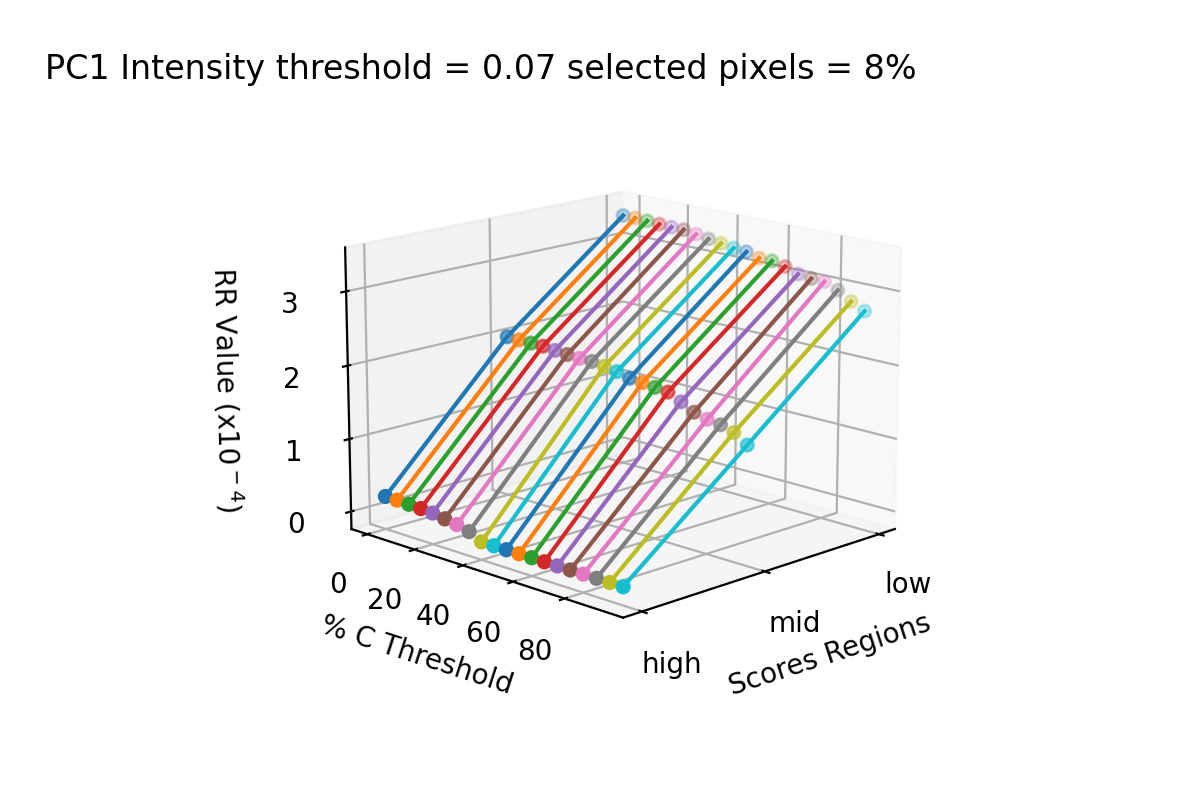 PC1 Intensity threshold = 0.07 selected pixels = 8%
RR Value (x10⁻⁴)
3
2
1
0
0
20
40
60
80
% C Threshold
high
mid
low
Scores Regions